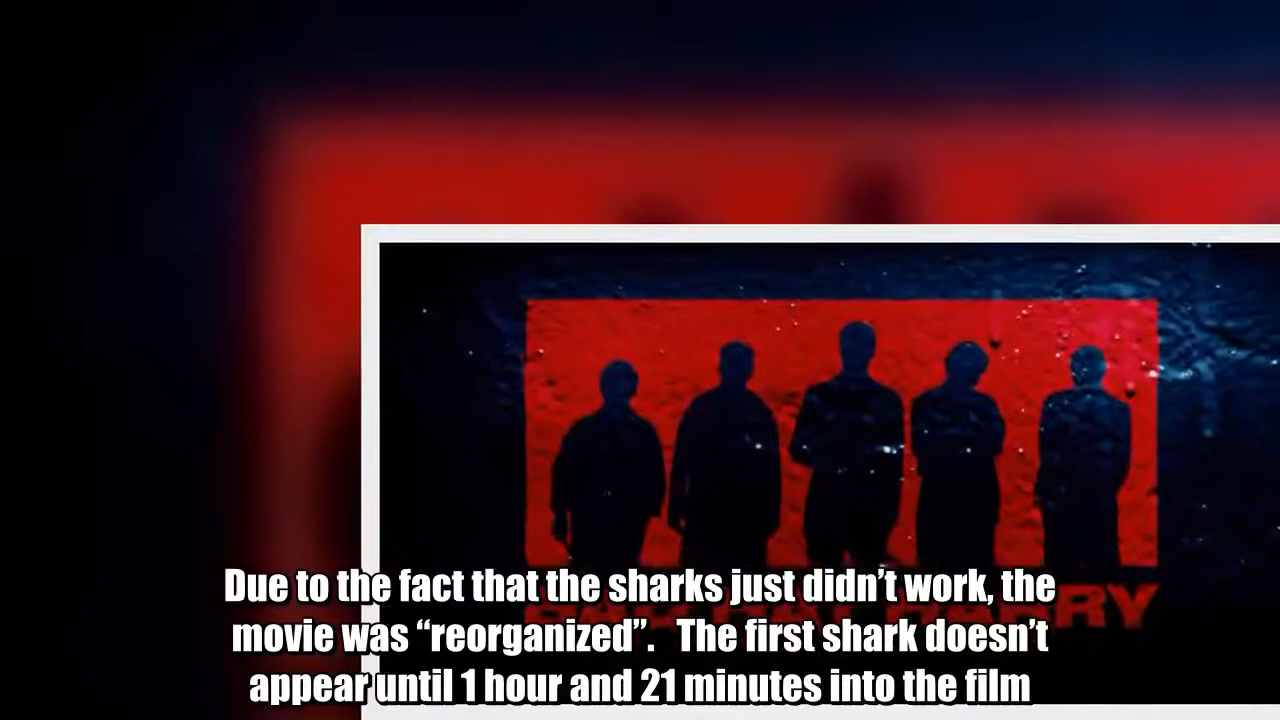 Due to the fact that the sharks just didn’t work, the
movie was “reorganized”. The first shark doesn’t
appear until 1 hour and 21 minutes into the film